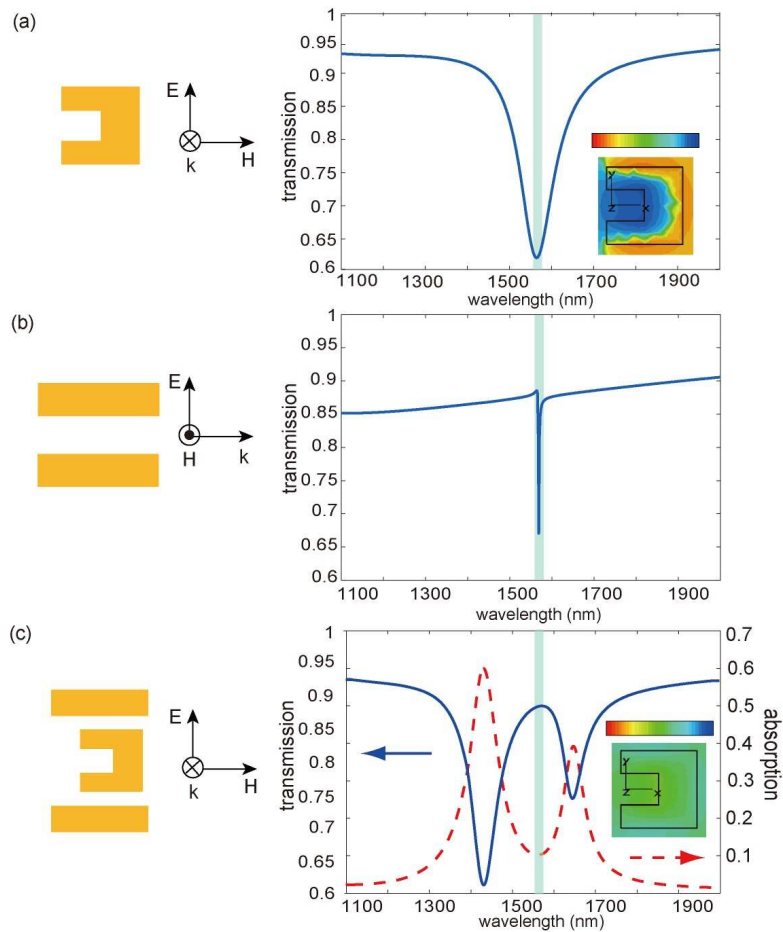 (a)
E
H
k
transmission
1
0.95
0.9
0.85
0.8
0.75
0.7
0.65
0.6
1100 1300 1500 1700 1900
wavelength (nm)
y
z x
(b)
E
H k
transmission
1
0.95
0.9
0.85
0.8
0.75
0.7
0.65
0.6
1100 1300 1500 1700 1900
wavelength (nm)
(c)
E
H
k
transmission
1
0.95
0.9
0.85
0.8
0.75
0.7
0.65
0.6
1100 1300 1500 1700 1900
wavelength (nm)
absorption
0.7
0.6
0.5
0.4
0.3
0.2
0.1
y
z x